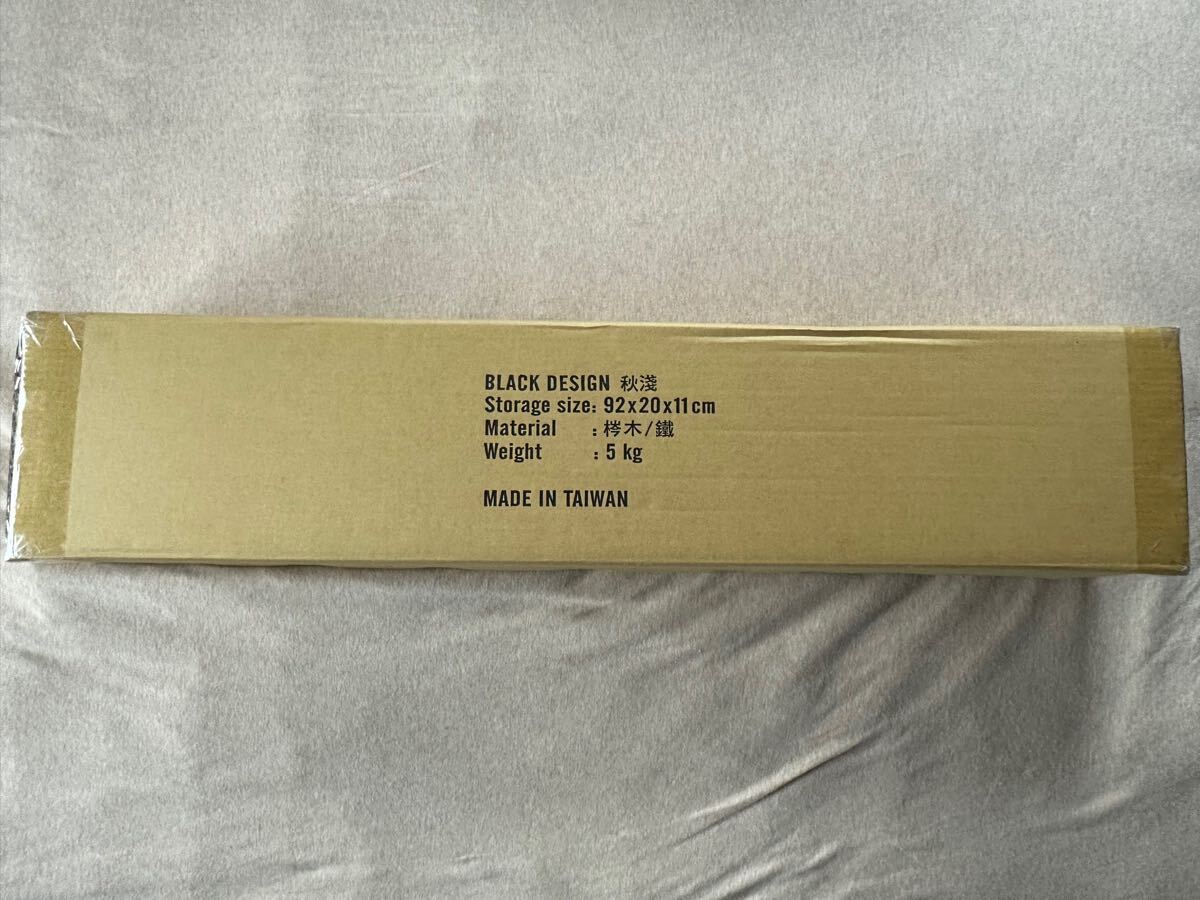 BLACK DESIGN 秋淺
Storage size: 92x20x11cm
Material : 梣木/鐵
Weight : 5 kg
MADE IN TAIWAN